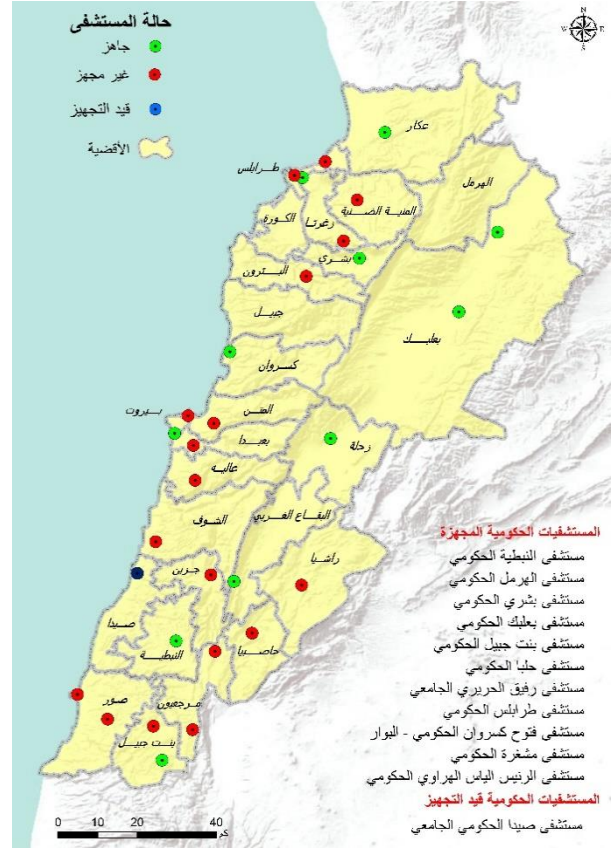 حالة المستشفى
جاهز
غير مجهز
قيد التجهيز
الأقضية
N
W
E
S
عكار
طرابلس
الهرمل
المنية الضنية
زغرتا
الكورة
بشري
البترون
جبيل
بعلبك
كسروان
المتن
بيروت
بعبدا
زحلة
عاليه
البقاع الغربي
الشوف
راشيا
جزين
صيدا
حاصبيا
النبطية
صور
مرجعيون
بنت جبيل
المستشفيات الحكومية المجهزة
مستشفى النبطية الحكومي
مستشفى الهرمل الحكومي
مستشفى بشري الحكومي
مستشفى بعلبك الحكومي
مستشفى بنت جبيل الحكومي
مستشفى حلبا الحكومي
مستشفى رفيق الحريري الجامعي
مستشفى طرابلس الحكومي
مستشفى فتوح كسروان الحكومي - البوار
مستشفى مشغرة الحكومي
مستشفى الرئيس الياس الهراوي الحكومي
المستشفيات الحكومية قيد التجهيز
مستشفى صيدا الحكومي الجامعي
0 10 20 40
كم